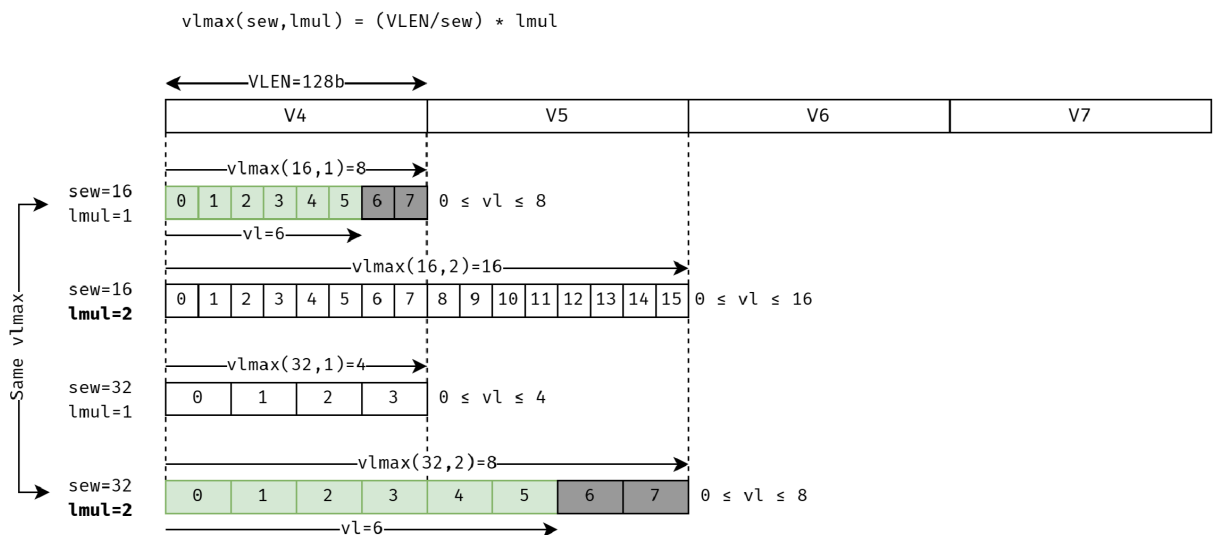 vlmax(sew,lmul) = (VLEN/sew) * lmul
VLEN=128b
V4 V5 V6 V7
vlmax(16,1)=8
sew=16
lmul=1
0 1 2 3 4 5 6 7
0 ≤ vl ≤ 8
vl=6
vlmax(16,2)=16
sew=16
lmul=2
0 1 2 3 4 5 6 7 8 9 10 11 12 13 14 15
0 ≤ vl ≤ 16
Same vlmax
vlmax(32,1)=4
sew=32
lmul=1
0 1 2 3
0 ≤ vl ≤ 4
vlmax(32,2)=8
sew=32
lmul=2
0 1 2 3 4 5 6 7
0 ≤ vl ≤ 8
vl=6